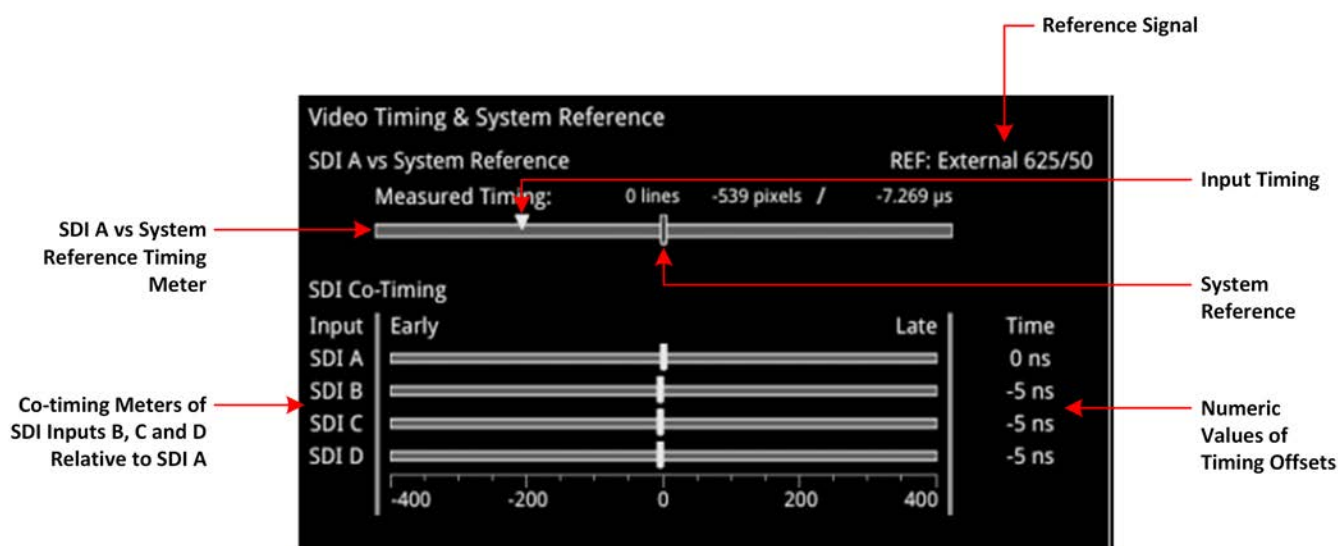 Reference Signal
Video Timing & System Reference
SDI A vs System Reference REF: External 625/50
Measured Timing: 0 lines -539 pixels / -7.269 µs
Input Timing
SDI A vs System
Reference Timing
Meter
System
Reference
SDI Co-Timing
Input Early Late Time
SDI A 0 ns
SDI B -5 ns
SDI C -5 ns
SDI D -5 ns
-400 -200 0 200 400
Co-timing Meters of
SDI Inputs B, C and D
Relative to SDI A
Numeric
Values of
Timing Offsets